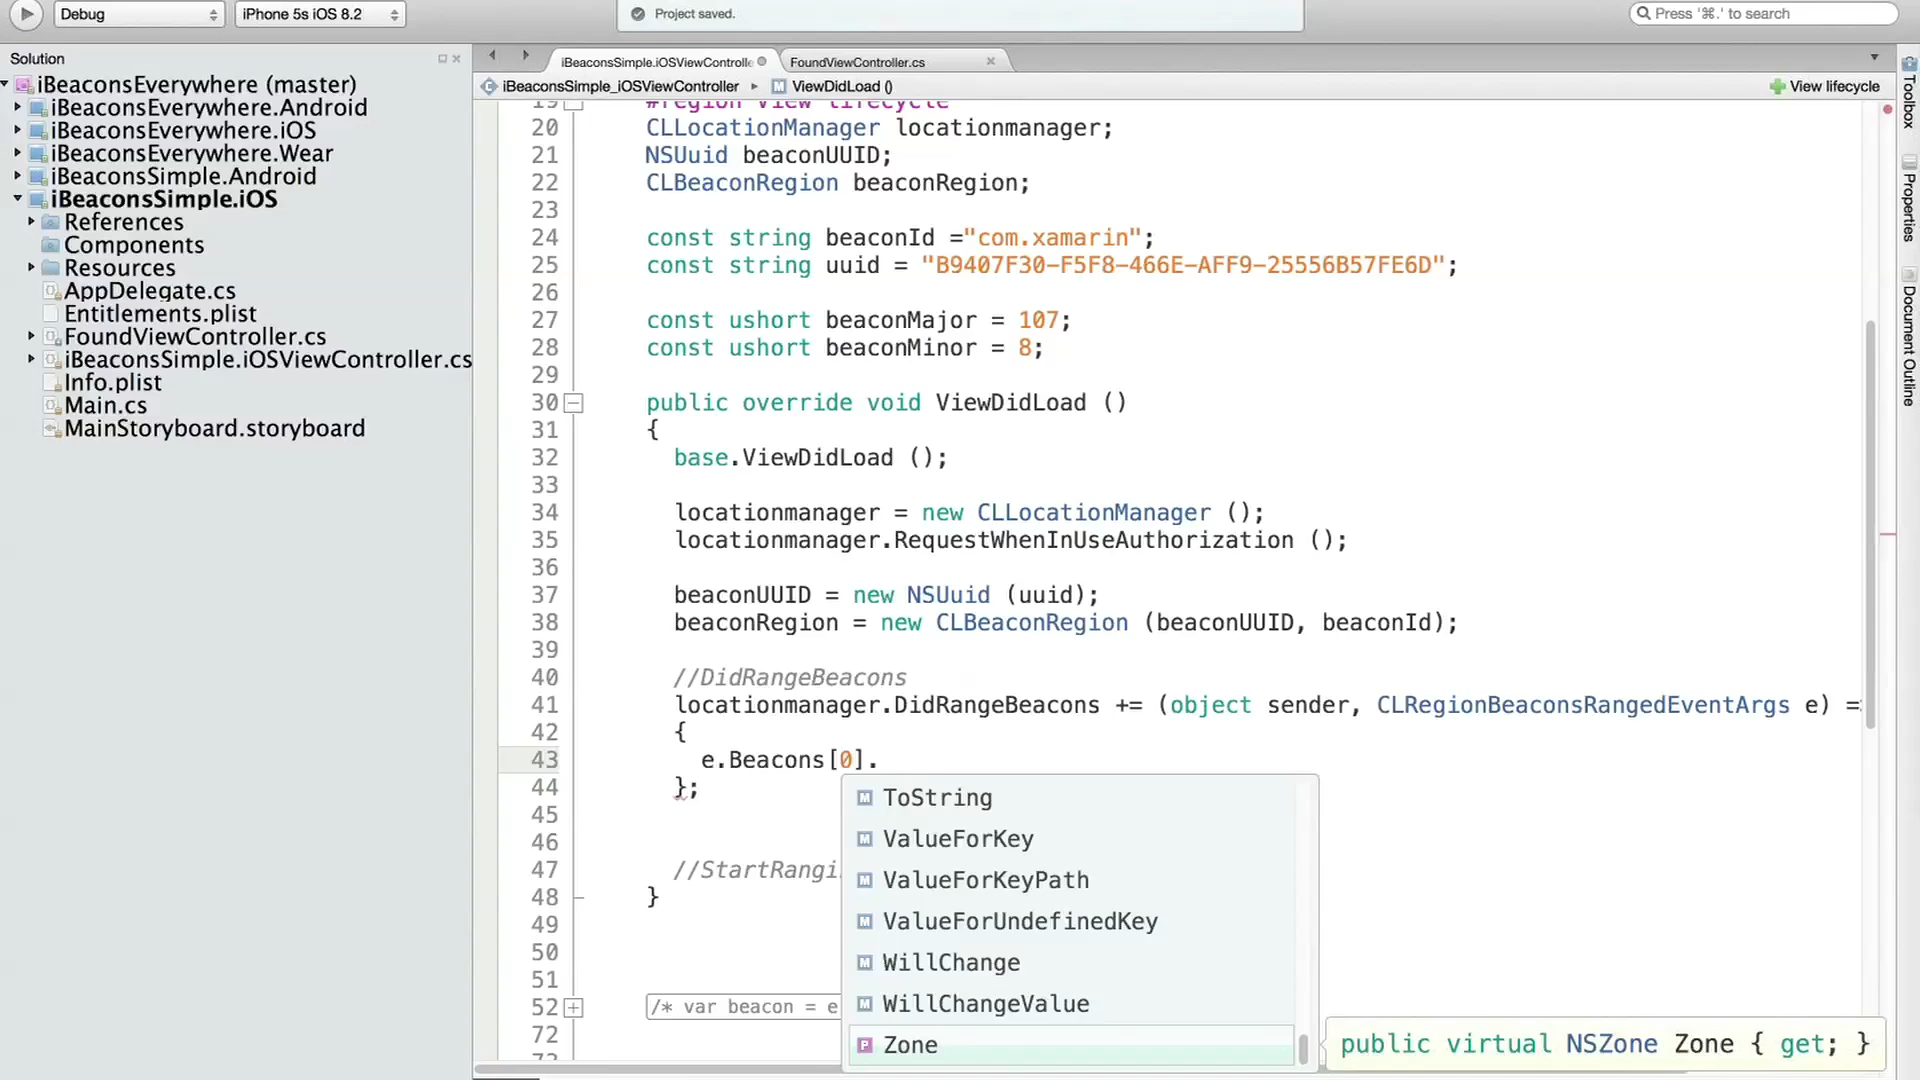 Debug
iPhone 5s iOS 8.2
Project saved.
Press '⌘.' to search
Solution
iBeaconsSimple.iOSViewControlle
FoundViewController.cs
iBeaconsSimple_iOSViewController
ViewDidLoad ()
View lifecycle
iBeaconsEverywhere (master)
iBeaconsEverywhere.Android
iBeaconsEverywhere.iOS
iBeaconsEverywhere.Wear
iBeaconsSimple.Android
iBeaconsSimple.iOS
References
Components
Resources
AppDelegate.cs
Entitlements.plist
FoundViewController.cs
iBeaconsSimple.iOSViewController.cs
Info.plist
Main.cs
MainStoryboard.storyboard
19 #region View lifecycle
20 CLLocationManager locationmanager;
21 NSUuid beaconUUID;
22 CLBeaconRegion beaconRegion;
23
24 const string beaconId ="com.xamarin";
25 const string uuid = "B9407F30-F5F8-466E-AFF9-25556B57FE6D";
26
27 const ushort beaconMajor = 107;
28 const ushort beaconMinor = 8;
29
30 public override void ViewDidLoad ()
31 {
32 base.ViewDidLoad ();
33
34 locationmanager = new CLLocationManager ();
35 locationmanager.RequestWhenInUseAuthorization ();
36
37 beaconUUID = new NSUuid (uuid);
38 beaconRegion = new CLBeaconRegion (beaconUUID, beaconId);
39
40 //DidRangeBeacons
41 locationmanager.DidRangeBeacons += (object sender, CLRegionBeaconsRangedEventArgs e) =
42 {
43 e.Beacons[0].
44 };
45
46
47 //StartRangi
48 }
49
50
51
52 /* var beacon = e
72
73
ToString
ValueForKey
ValueForKeyPath
ValueForUndefinedKey
WillChange
WillChangeValue
Zone
public virtual NSZone Zone { get; }
Toolbox
Properties
Document Outline